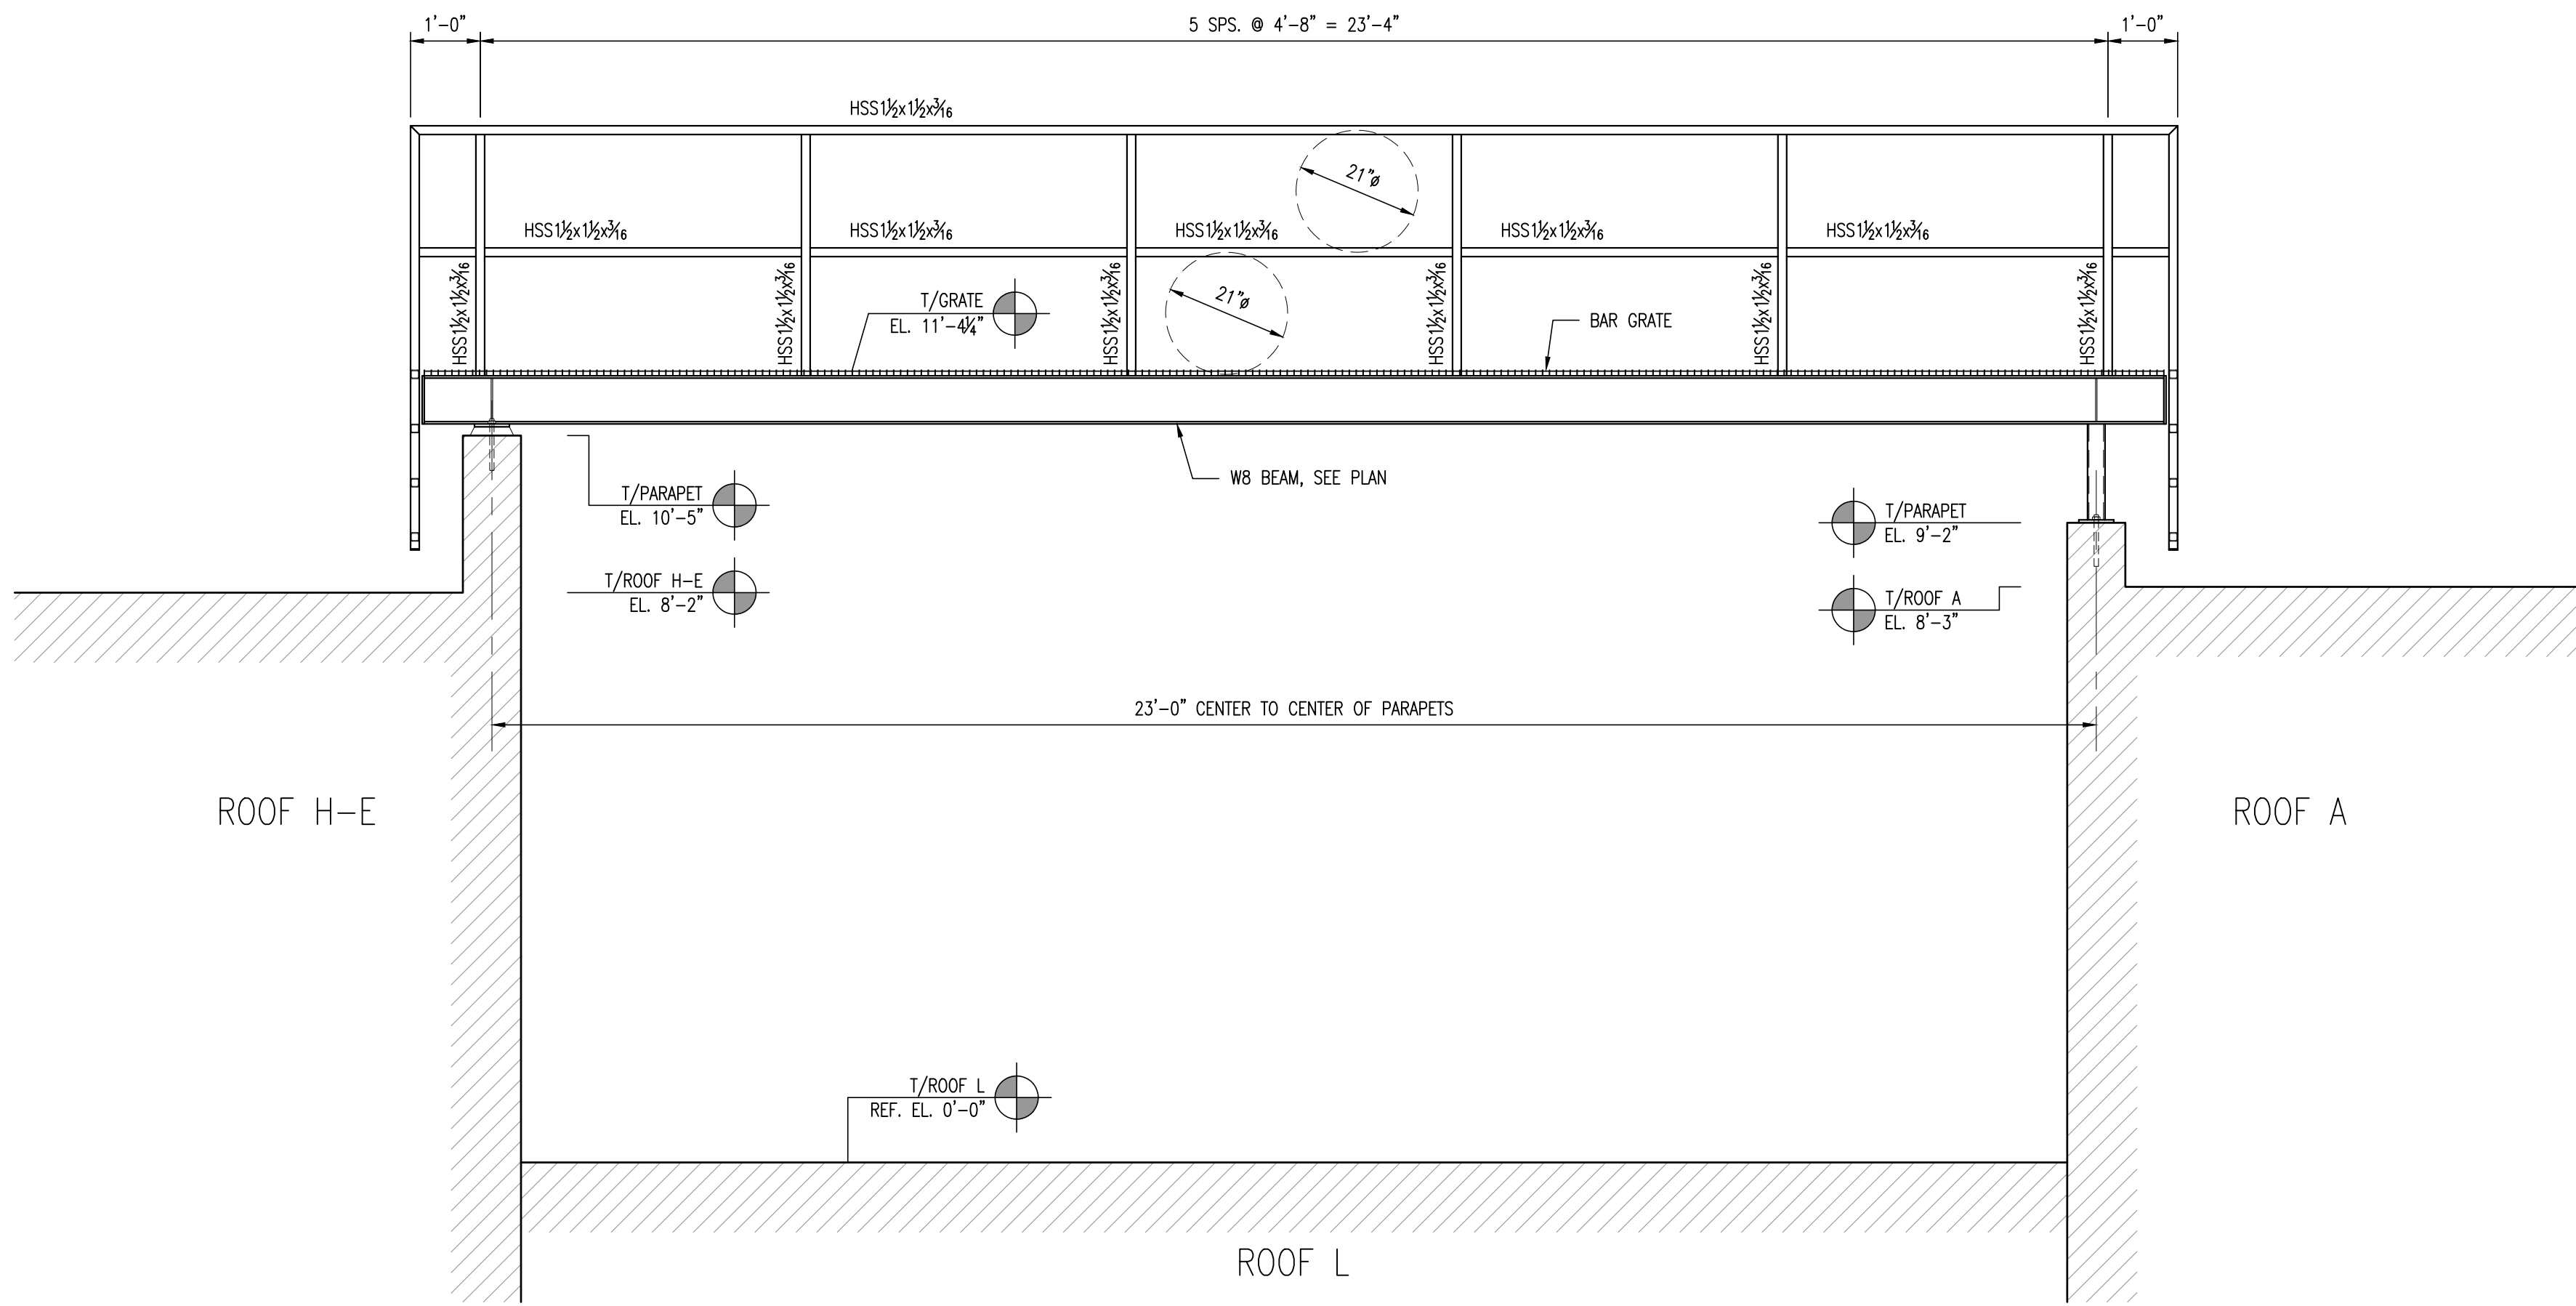 1'-0"
5 SPS. @ 4'-8" = 23'-4"
1'-0"
HSS1½x1½x3/16
21"ø
HSS1½x1½x3/16
HSS1½x1½x3/16
HSS1½x1½x3/16
HSS1½x1½x3/16
HSS1½x1½x3/16
HSS1½x1½x3/16
HSS1½x1½x3/16
HSS1½x1½x3/16
HSS1½x1½x3/16
HSS1½x1½x3/16
HSS1½x1½x3/16
21"ø
T/GRATE
EL. 11'-4¼"
BAR GRATE
W8 BEAM, SEE PLAN
T/PARAPET
EL. 10'-5"
T/PARAPET
EL. 9'-2"
T/ROOF H-E
EL. 8'-2"
T/ROOF A
EL. 8'-3"
23'-0" CENTER TO CENTER OF PARAPETS
ROOF H-E
ROOF A
T/ROOF L
REF. EL. 0'-0"
ROOF L